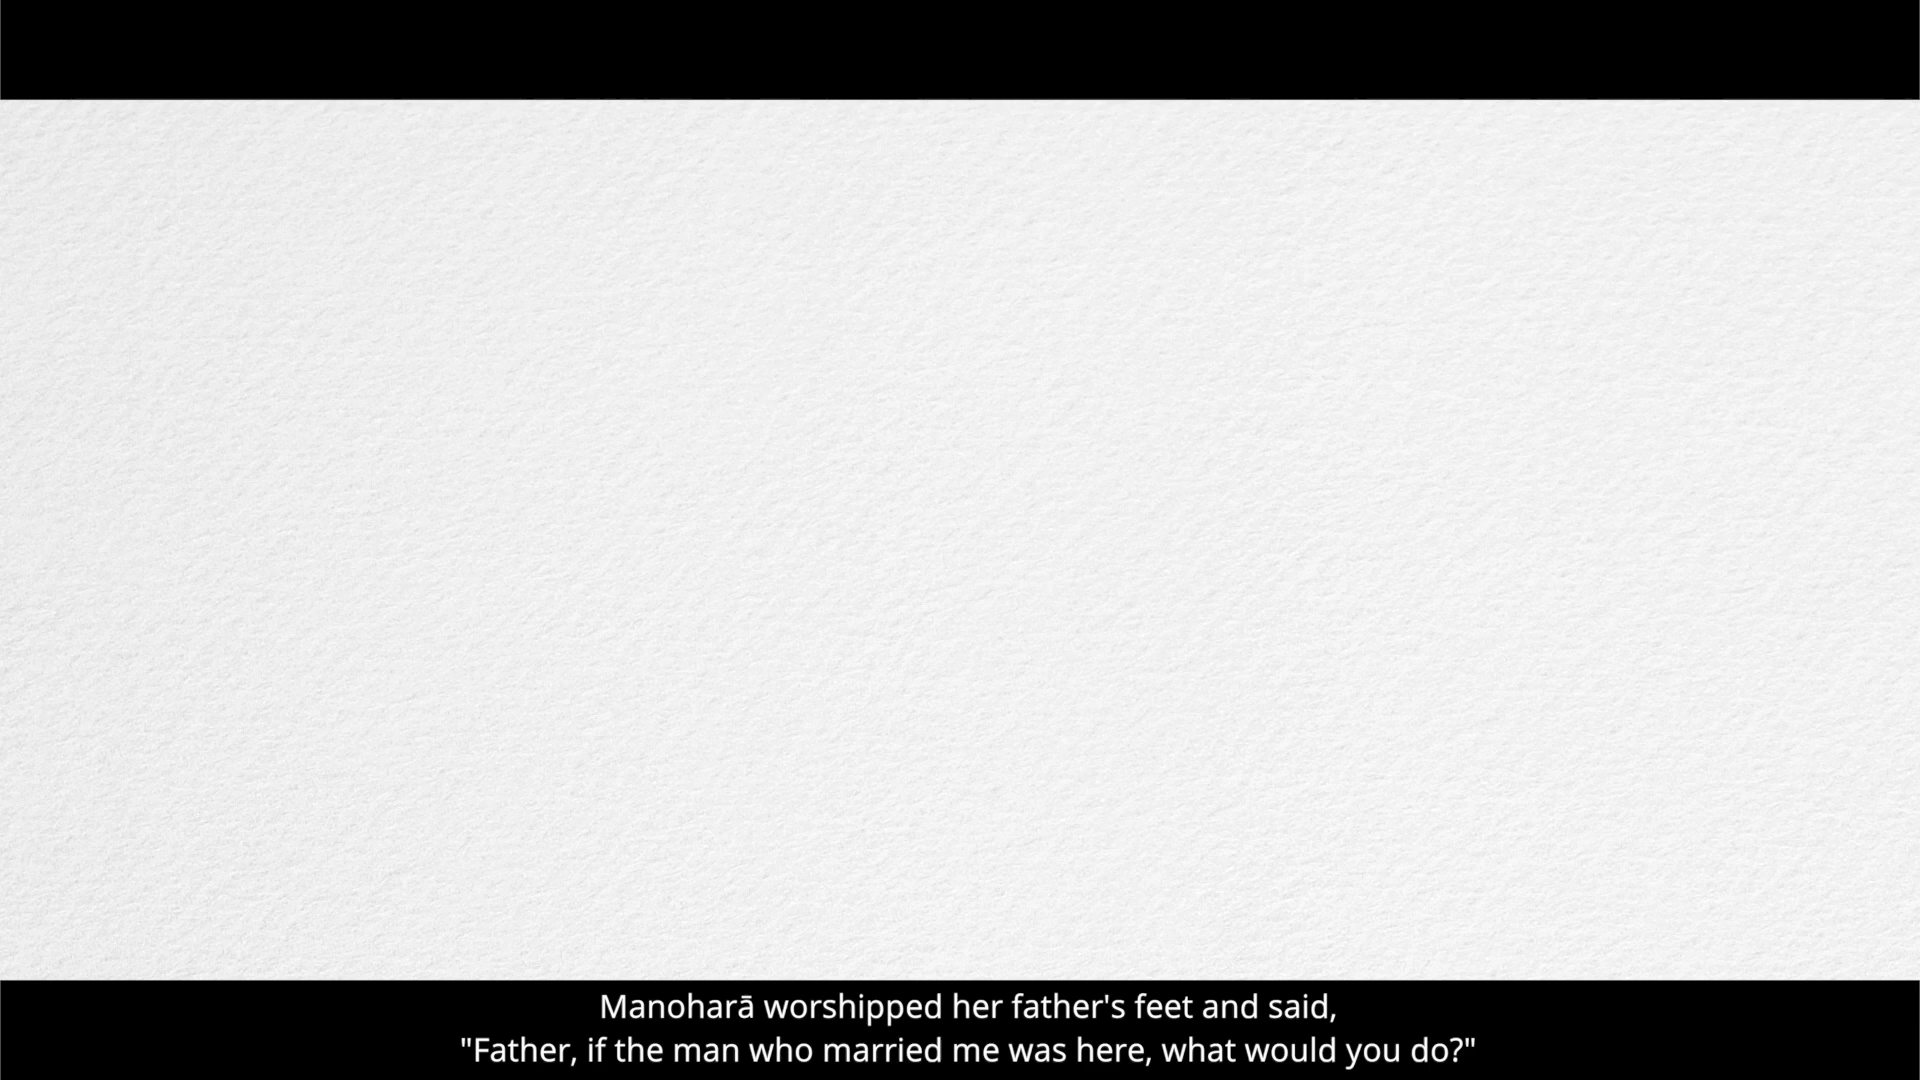 Manoharā worshipped her father's feet and said,
"Father, if the man who married me was here, what would you do?"